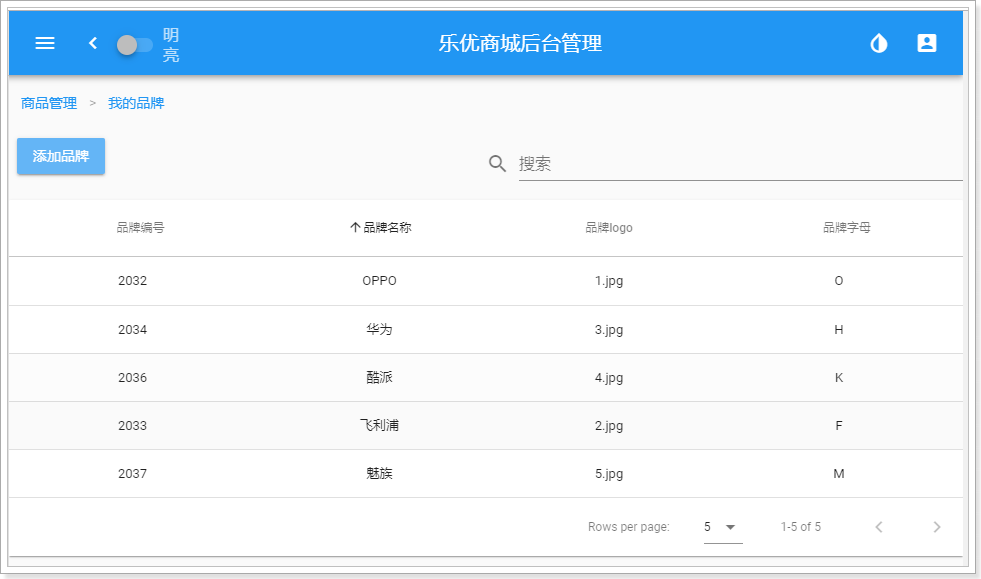 明
亮
乐优商城后台管理
商品管理 > 我的品牌
添加品牌
搜索
品牌编号 品牌名称 品牌logo 品牌字母
2032 OPPO 1.jpg O
2034 华为 3.jpg H
2036 酷派 4.jpg K
2033 飞利浦 2.jpg F
2037 魅族 5.jpg M
Rows per page: 5 1-5 of 5